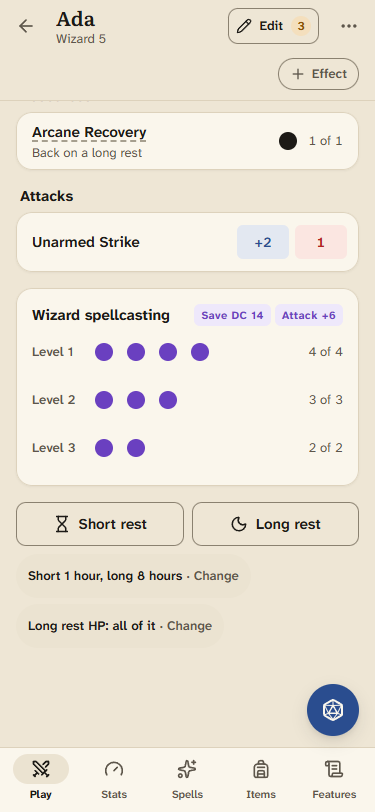 Ada
Wizard 5
Edit 3
Effect
Arcane Recovery
Back on a long rest
1 of 1
Attacks
Unarmed Strike +2 1
Wizard spellcasting Save DC 14 Attack +6
Level 1 4 of 4
Level 2 3 of 3
Level 3 2 of 2
Short rest Long rest
Short 1 hour, long 8 hours · Change
Long rest HP: all of it · Change
Play Stats Spells Items Features